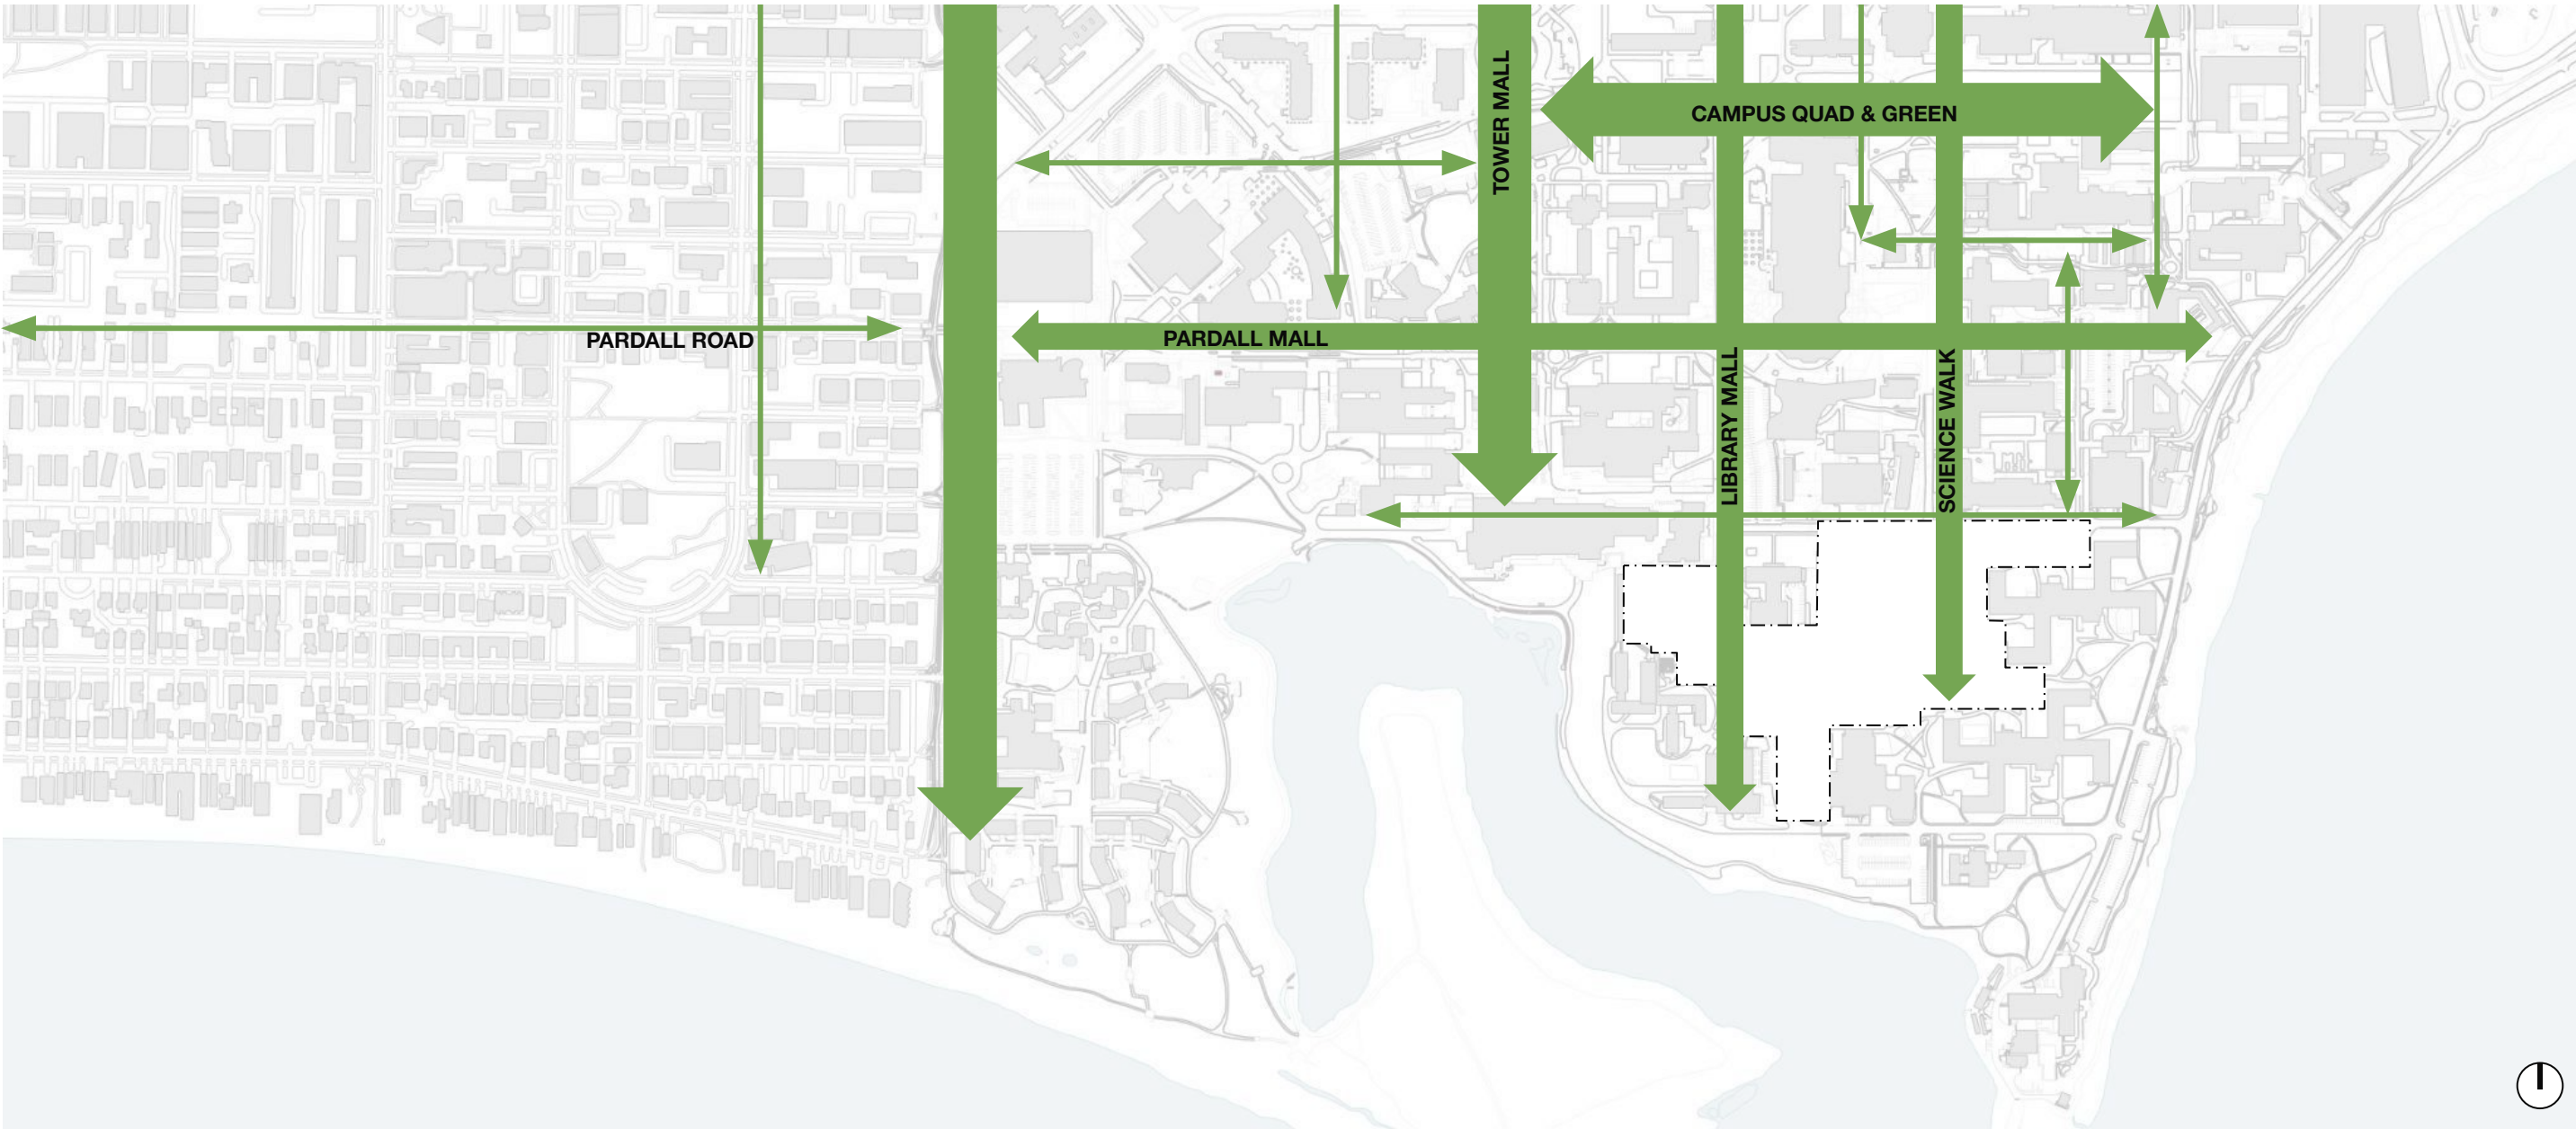 TOWER MALL
CAMPUS QUAD & GREEN
PARDALL ROAD
PARDALL MALL
LIBRARY MALL
SCIENCE WALK